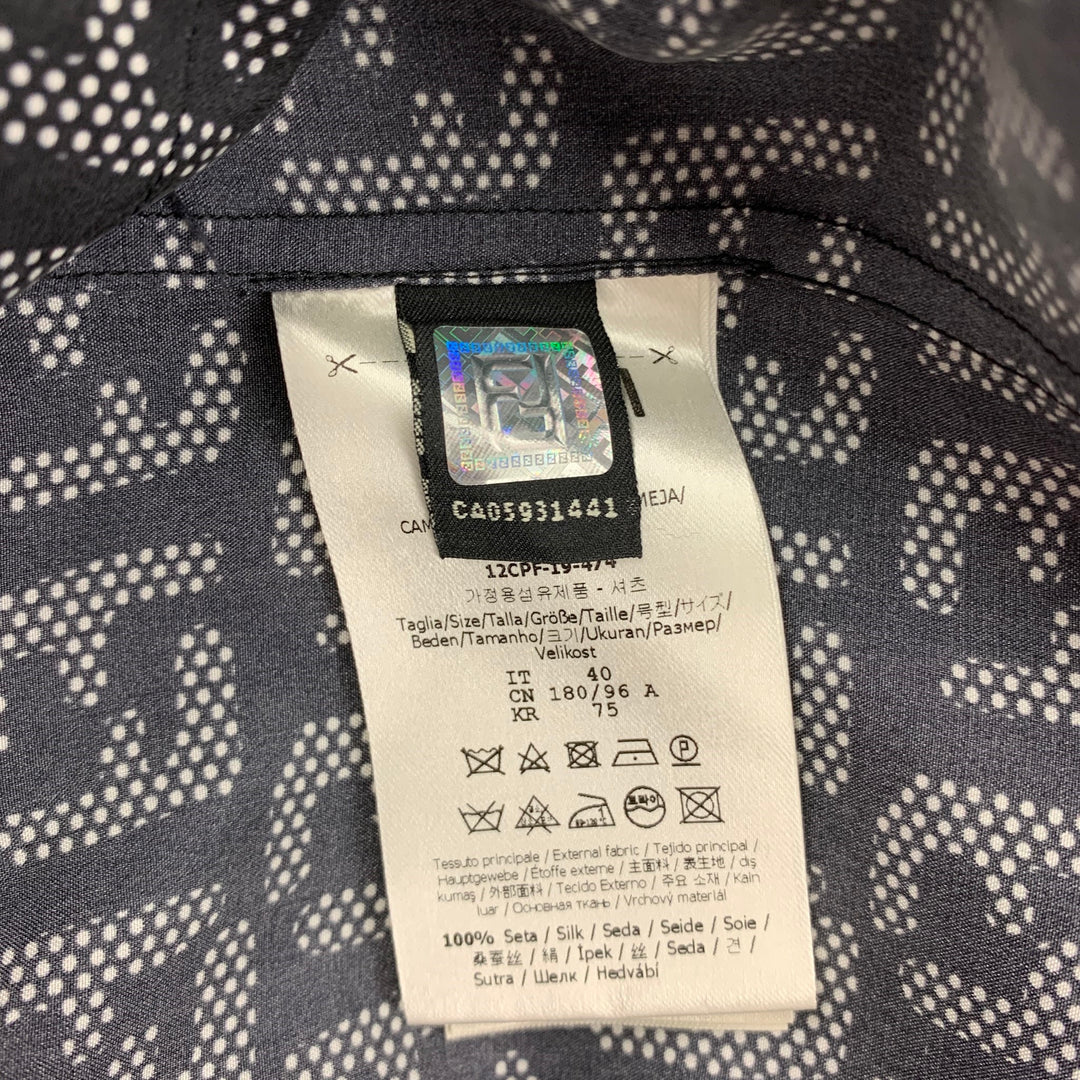 CA05931441
MEJA/
CAM
12CPF-19-474
가정용섬유제품 - 셔츠
Taglia/Size/Talla/Größe/Taille/号型/サイズ/
Beden/Tamanho/크기/Ukuran/Размер/
Velikost
IT 40
CN 180/96 A
KR 75
Tessuto principale / External fabric / Tejido principal /
Hauptgewebe / Étoffe externe / 主面料 / 表生地 / dış
kumaş / 外部面料 / Tecido Externo / 주요 소재 / Kain
luar / Основная ткань / Vrchový materiál
100% Seta / Silk / Seda / Seide / Soie /
桑蚕丝 / 絹 / İpek / 丝 / Seda / 견 /
Sutra / Шелк / Hedvábí